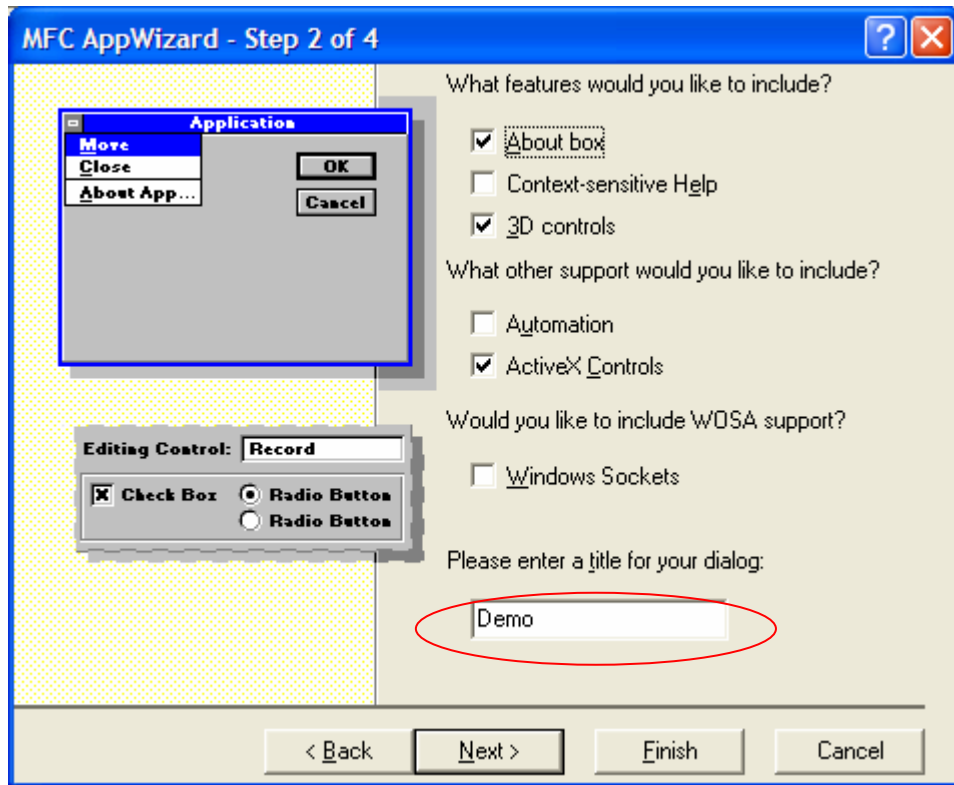 MFC AppWizard - Step 2 of 4
Application
Move
Close
About App...
OK
Cancel
Editing Control: Record
Check Box
Radio Button
Radio Button
What features would you like to include?
About box
Context-sensitive Help
3D controls
What other support would you like to include?
Automation
ActiveX Controls
Would you like to include WOSA support?
Windows Sockets
Please enter a title for your dialog:
Demo
< Back
Next >
Finish
Cancel